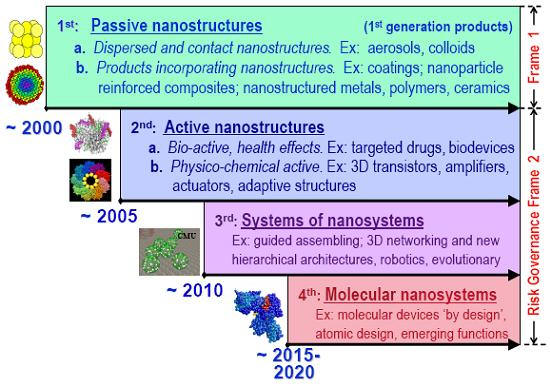 1st: Passive nanostructures (1st generation products)
a. Dispersed and contact nanostructures. Ex: aerosols, colloids
b. Products incorporating nanostructures. Ex: coatings; nanoparticle
reinforced composites; nanostructured metals, polymers, ceramics
~ 2000
2nd: Active nanostructures
a. Bio-active, health effects. Ex: targeted drugs, biodevices
b. Physico-chemical active. Ex: 3D transistors, amplifiers,
actuators, adaptive structures
~ 2005
CMU
3rd: Systems of nanosystems
Ex: guided assembling; 3D networking and new
hierarchical architectures, robotics, evolutionary
~ 2010
4th: Molecular nanosystems
Ex: molecular devices ‘by design’,
atomic design, emerging functions
~ 2015-
2020
Frame 1
Risk Governance Frame 2